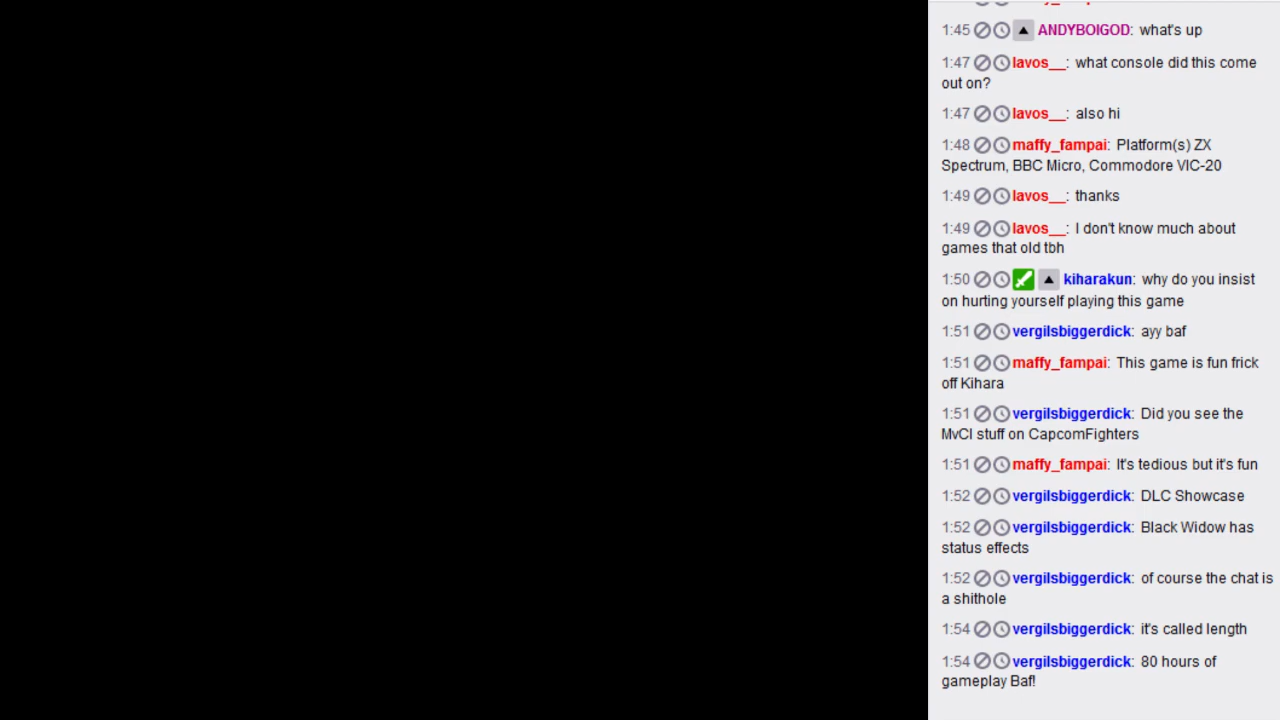 1:45 ANDYBOIGOD: what's up
1:47 lavos__: what console did this come
out on?
1:47 lavos__: also hi
1:48 maffy_fampai: Platform(s) ZX
Spectrum, BBC Micro, Commodore VIC-20
1:49 lavos__: thanks
1:49 lavos__: I don't know much about
games that old tbh
1:50 kiharakun: why do you insist
on hurting yourself playing this game
1:51 vergilsbiggerdick: ayy baf
1:51 maffy_fampai: This game is fun frick
off Kihara
1:51 vergilsbiggerdick: Did you see the
MvCI stuff on CapcomFighters
1:51 maffy_fampai: It's tedious but it's fun
1:52 vergilsbiggerdick: DLC Showcase
1:52 vergilsbiggerdick: Black Widow has
status effects
1:52 vergilsbiggerdick: of course the chat is
a shithole
1:54 vergilsbiggerdick: it's called length
1:54 vergilsbiggerdick: 80 hours of
gameplay Baf!